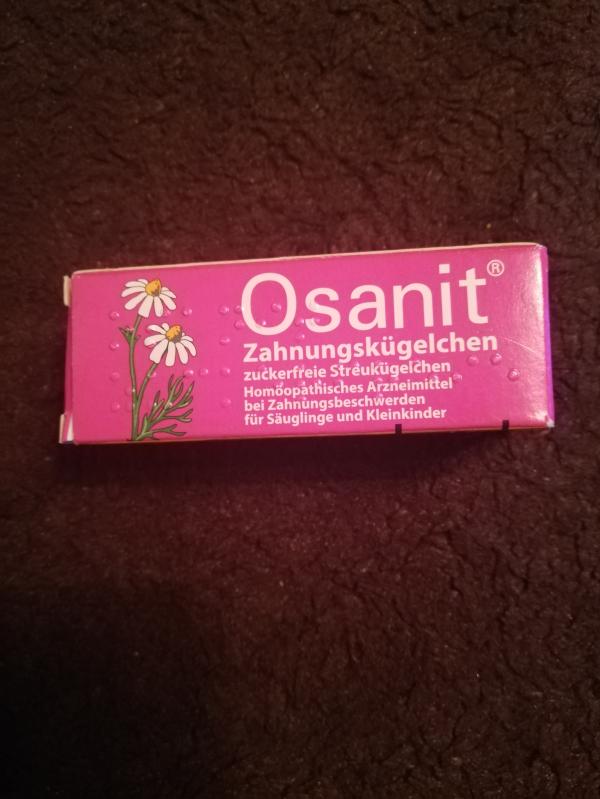 Osanit®
Zahnungskügelchen
zuckerfreie Streukügelchen
Homöopathisches Arzneimittel
bei Zahnungsbeschwerden
für Säuglinge und Kleinkinder